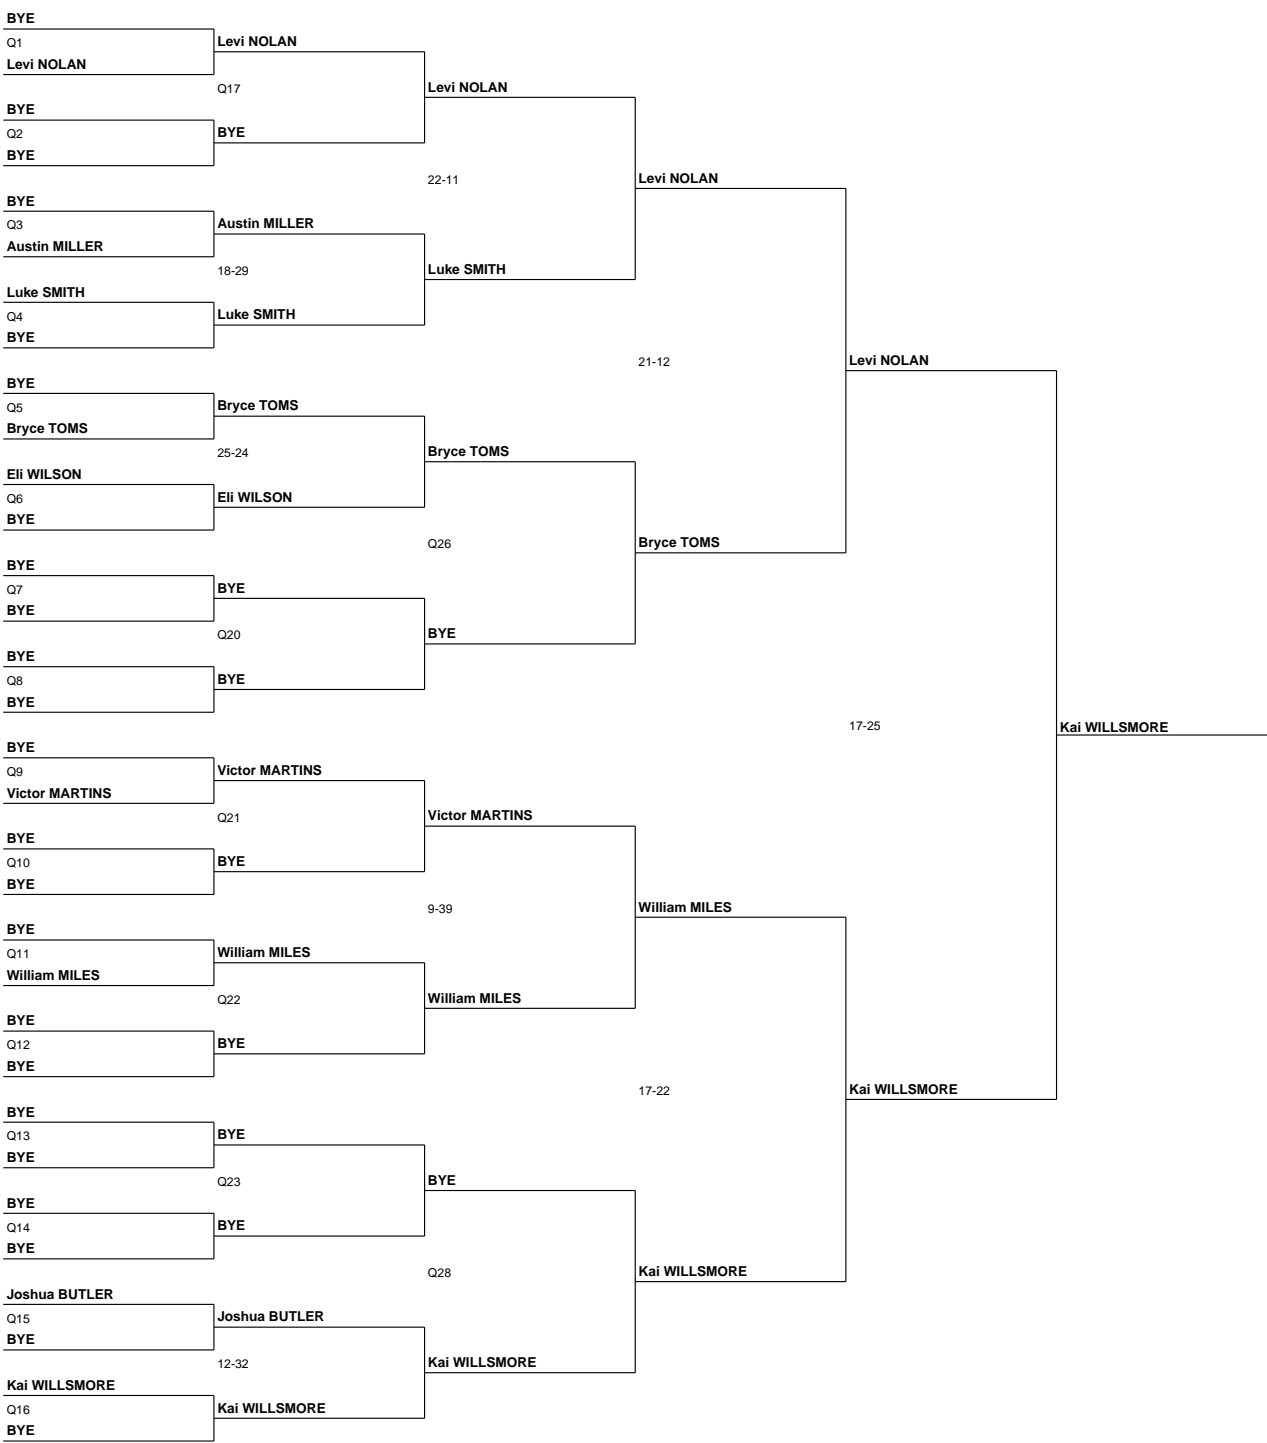 BYE
Q1
Levi NOLAN
Levi NOLAN
Q17
Levi NOLAN
BYE
Q2
BYE
BYE
22-11
Levi NOLAN
BYE
Q3
Austin MILLER
Austin MILLER
18-29
Luke SMITH
Luke SMITH
Q4
Luke SMITH
BYE
21-12
Levi NOLAN
BYE
Q5
Bryce TOMS
Bryce TOMS
25-24
Bryce TOMS
Eli WILSON
Q6
Eli WILSON
BYE
Q26
Bryce TOMS
BYE
Q7
BYE
BYE
Q20
BYE
BYE
Q8
BYE
BYE
17-25
Kai WILLSMORE
BYE
Q9
Victor MARTINS
Victor MARTINS
Q21
Victor MARTINS
BYE
Q10
BYE
BYE
9-39
William MILES
BYE
Q11
William MILES
William MILES
Q22
William MILES
BYE
Q12
BYE
BYE
17-22
Kai WILLSMORE
BYE
Q13
BYE
BYE
Q23
BYE
BYE
Q14
BYE
BYE
Q28
Kai WILLSMORE
Joshua BUTLER
Q15
Joshua BUTLER
BYE
12-32
Kai WILLSMORE
Kai WILLSMORE
Q16
Kai WILLSMORE
BYE